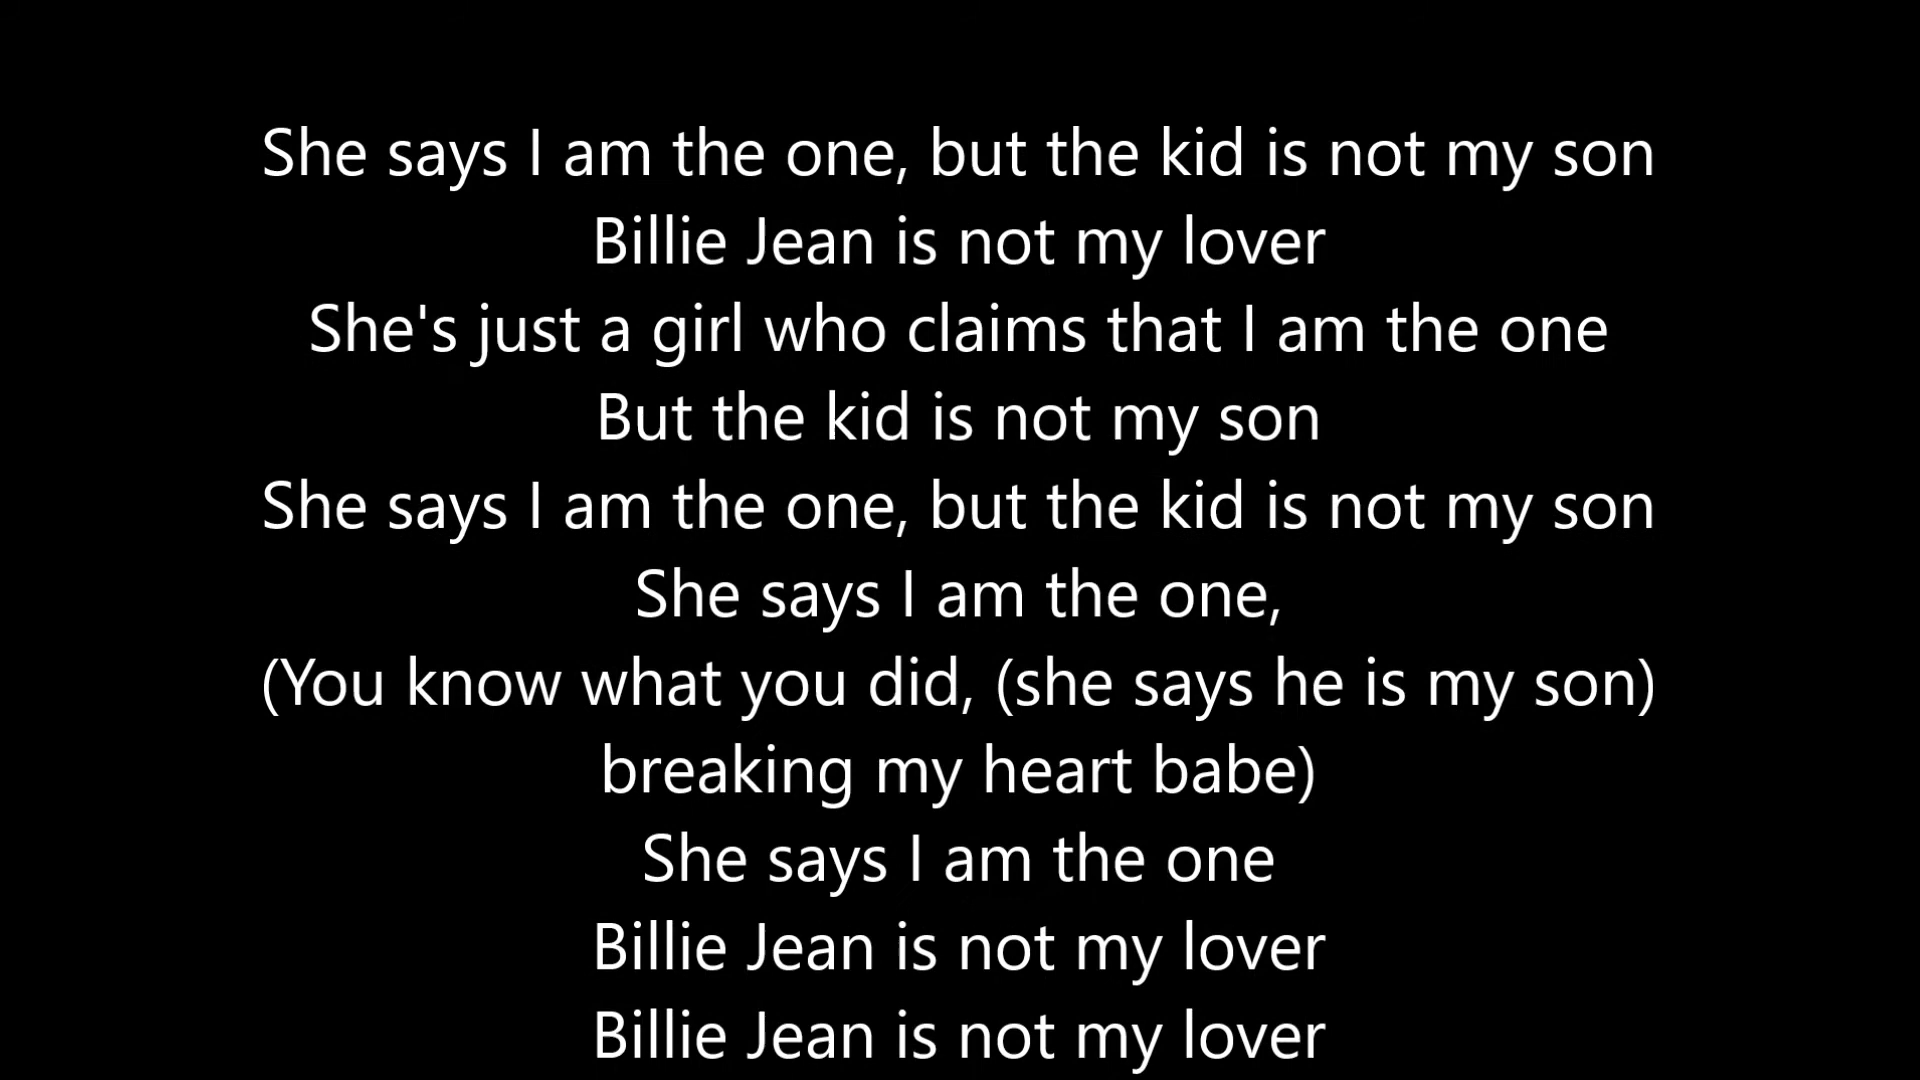 She says I am the one, but the kid is not my son
Billie Jean is not my lover
She's just a girl who claims that I am the one
But the kid is not my son
She says I am the one, but the kid is not my son
She says I am the one,
(You know what you did, (she says he is my son)
breaking my heart babe)
She says I am the one
Billie Jean is not my lover
Billie Jean is not my lover